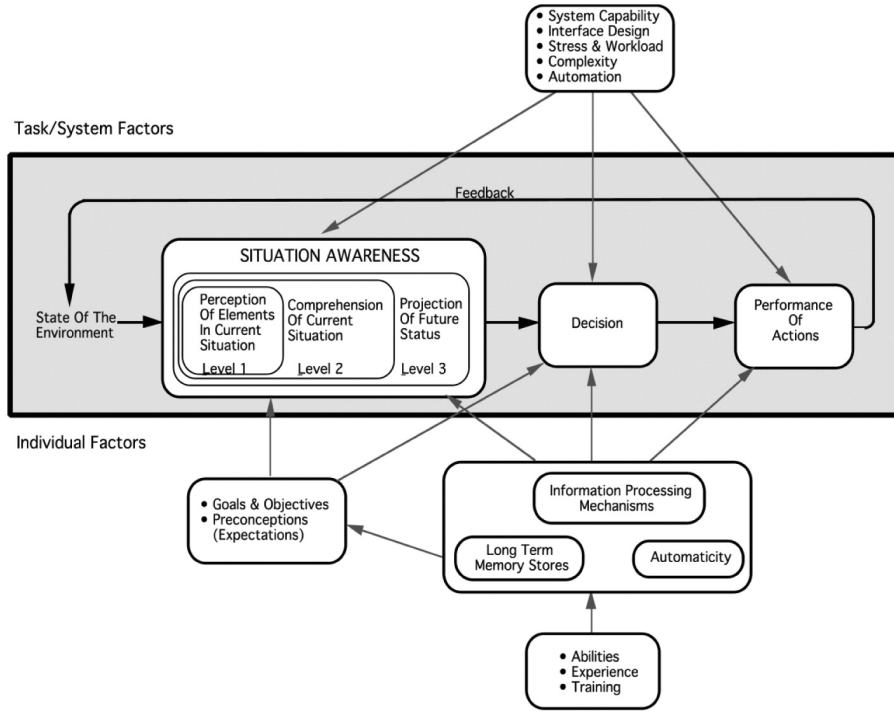 • System Capability
• Interface Design
• Stress & Workload
• Complexity
• Automation
Task/System Factors
Feedback
SITUATION AWARENESS
State Of The
Environment
Perception
Of Elements
In Current
Situation
Level 1
Comprehension
Of Current
Situation
Level 2
Projection
Of Future
Status
Level 3
Decision
Performance
Of
Actions
Individual Factors
• Goals & Objectives
• Preconceptions
(Expectations)
Information Processing
Mechanisms
Long Term
Memory Stores
Automaticity
• Abilities
• Experience
• Training